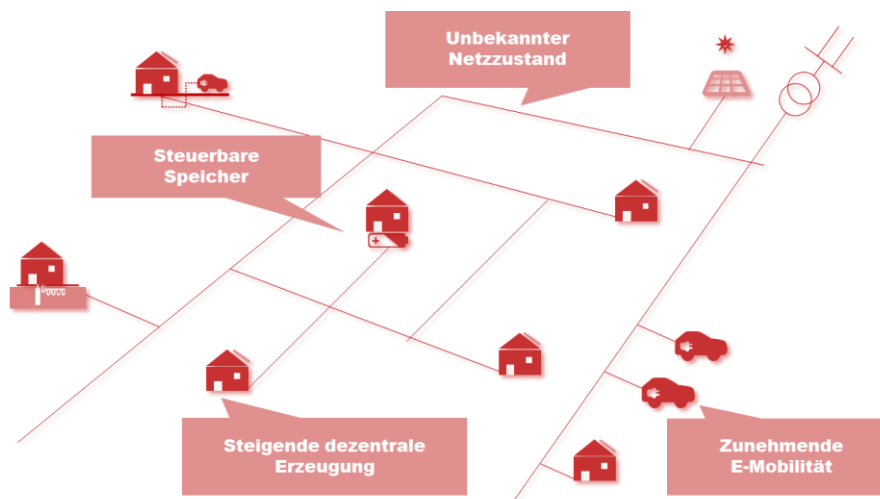 Unbekannter
Netzzustand
Steuerbare
Speicher
Steigende dezentrale
Erzeugung
Zunehmende
E-Mobilität